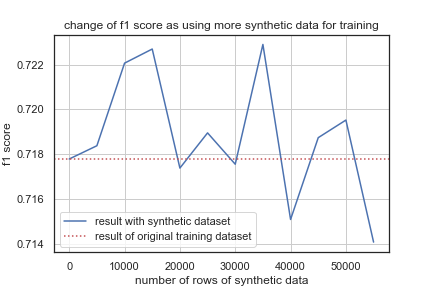 change of f1 score as using more synthetic data for training
f1 score
0.722
0.720
0.718
0.716
0.714
result with synthetic dataset
result of original training dataset
0 10000 20000 30000 40000 50000
number of rows of synthetic data